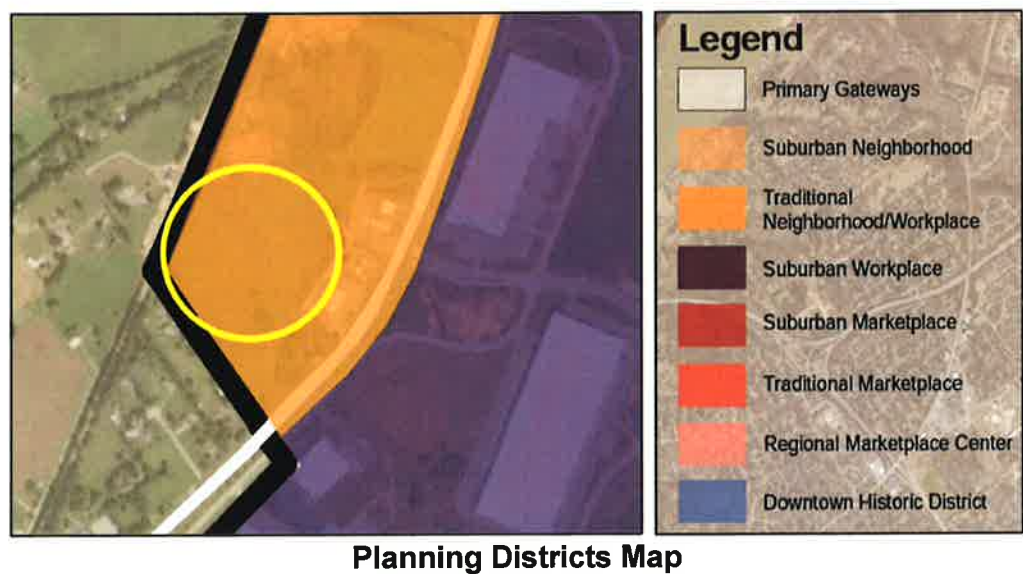 Legend
Primary Gateways
Suburban Neighborhood
Traditional
Neighborhood/Workplace
Suburban Workplace
Suburban Marketplace
Traditional Marketplace
Regional Marketplace Center
Downtown Historic District
Planning Districts Map